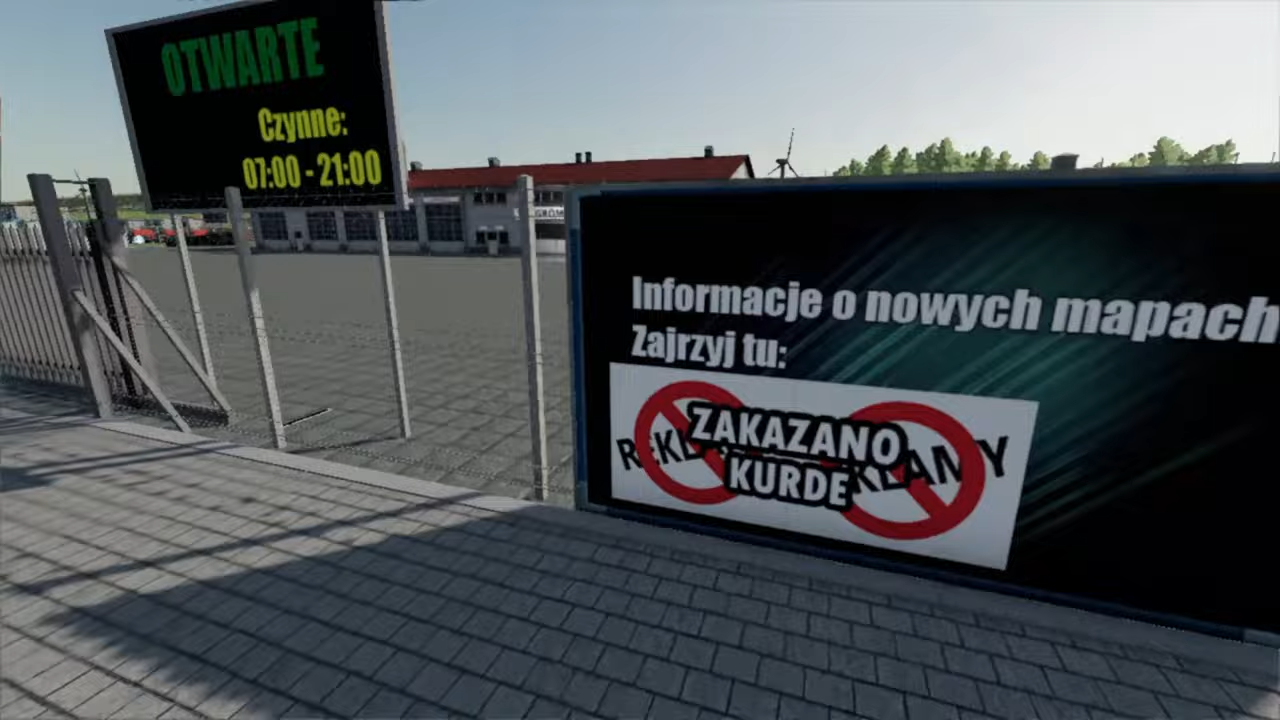 OTWARTE
Czynne:
07:00 - 21:00
Informacje o nowych mapach
Zajrzyj tu:
ZAKAZANO
KURDE